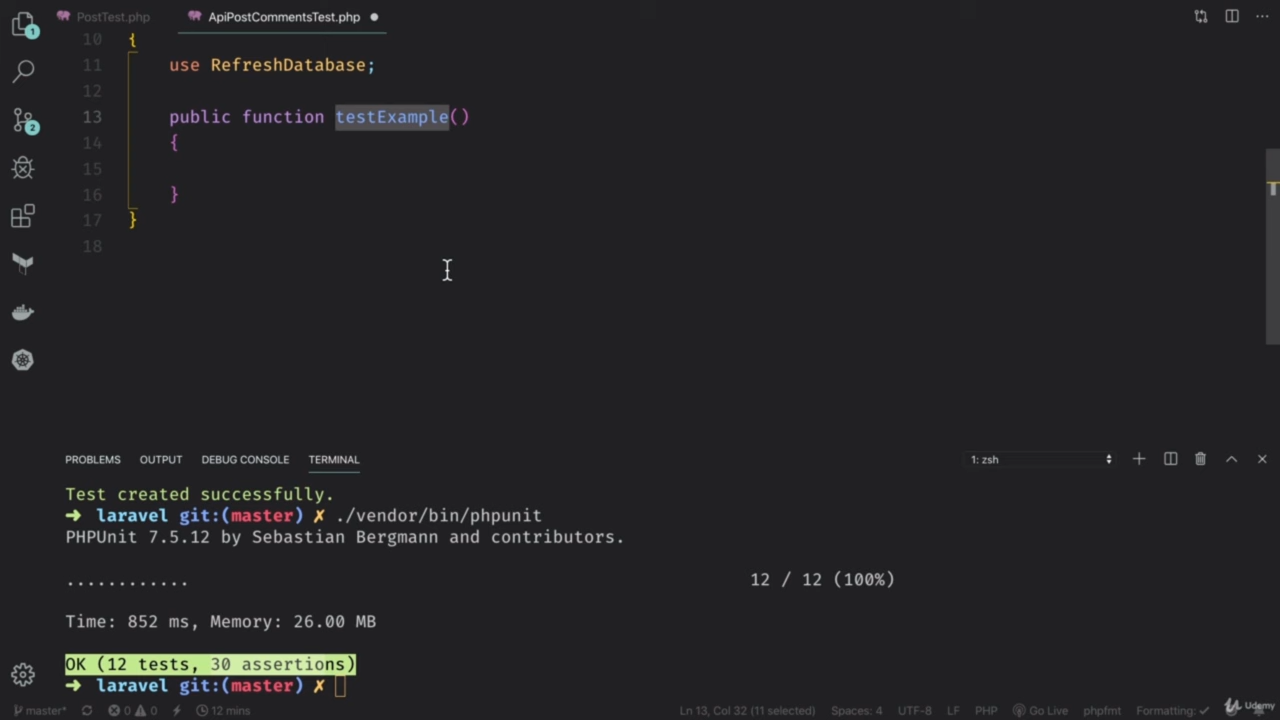 PostTest.php
ApiPostCommentsTest.php
10 {
11 use RefreshDatabase;
12
13 public function testExample()
14 {
15
16 }
17 }
18
1
2
PROBLEMS OUTPUT DEBUG CONSOLE TERMINAL
1: zsh
Test created successfully.
➜ laravel git:(master) ✗ ./vendor/bin/phpunit
PHPUnit 7.5.12 by Sebastian Bergmann and contributors.
............ 12 / 12 (100%)
Time: 852 ms, Memory: 26.00 MB
OK (12 tests, 30 assertions)
➜ laravel git:(master) ✗
master* 0 0 12 mins Ln 13, Col 32 (11 selected) Spaces: 4 UTF-8 LF PHP Go Live phpfmt Formatting: ✓
Udemy